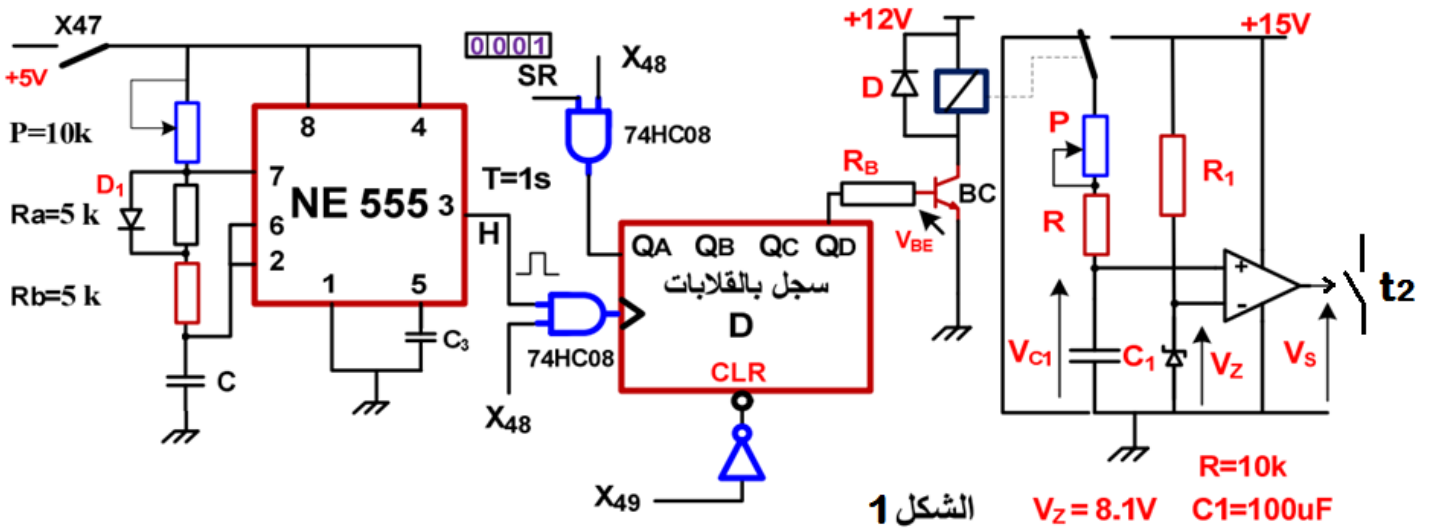 X47
+5V
P=10k
D1
Ra=5 k
Rb=5 k
C
8
4
7
6
2
NE 555
3
1
5
C3
T=1s
H
0001
SR
X48
74HC08
74HC08
X48
QA QB QC QD
سجل بالقلابات
D
CLR
X49
+12V
D
RB
BC
VBE
+15V
P
R
R1
VC1
C1
VZ
+
-
VS
t2
R=10k
الشكل 1
VZ = 8.1V
C1=100uF